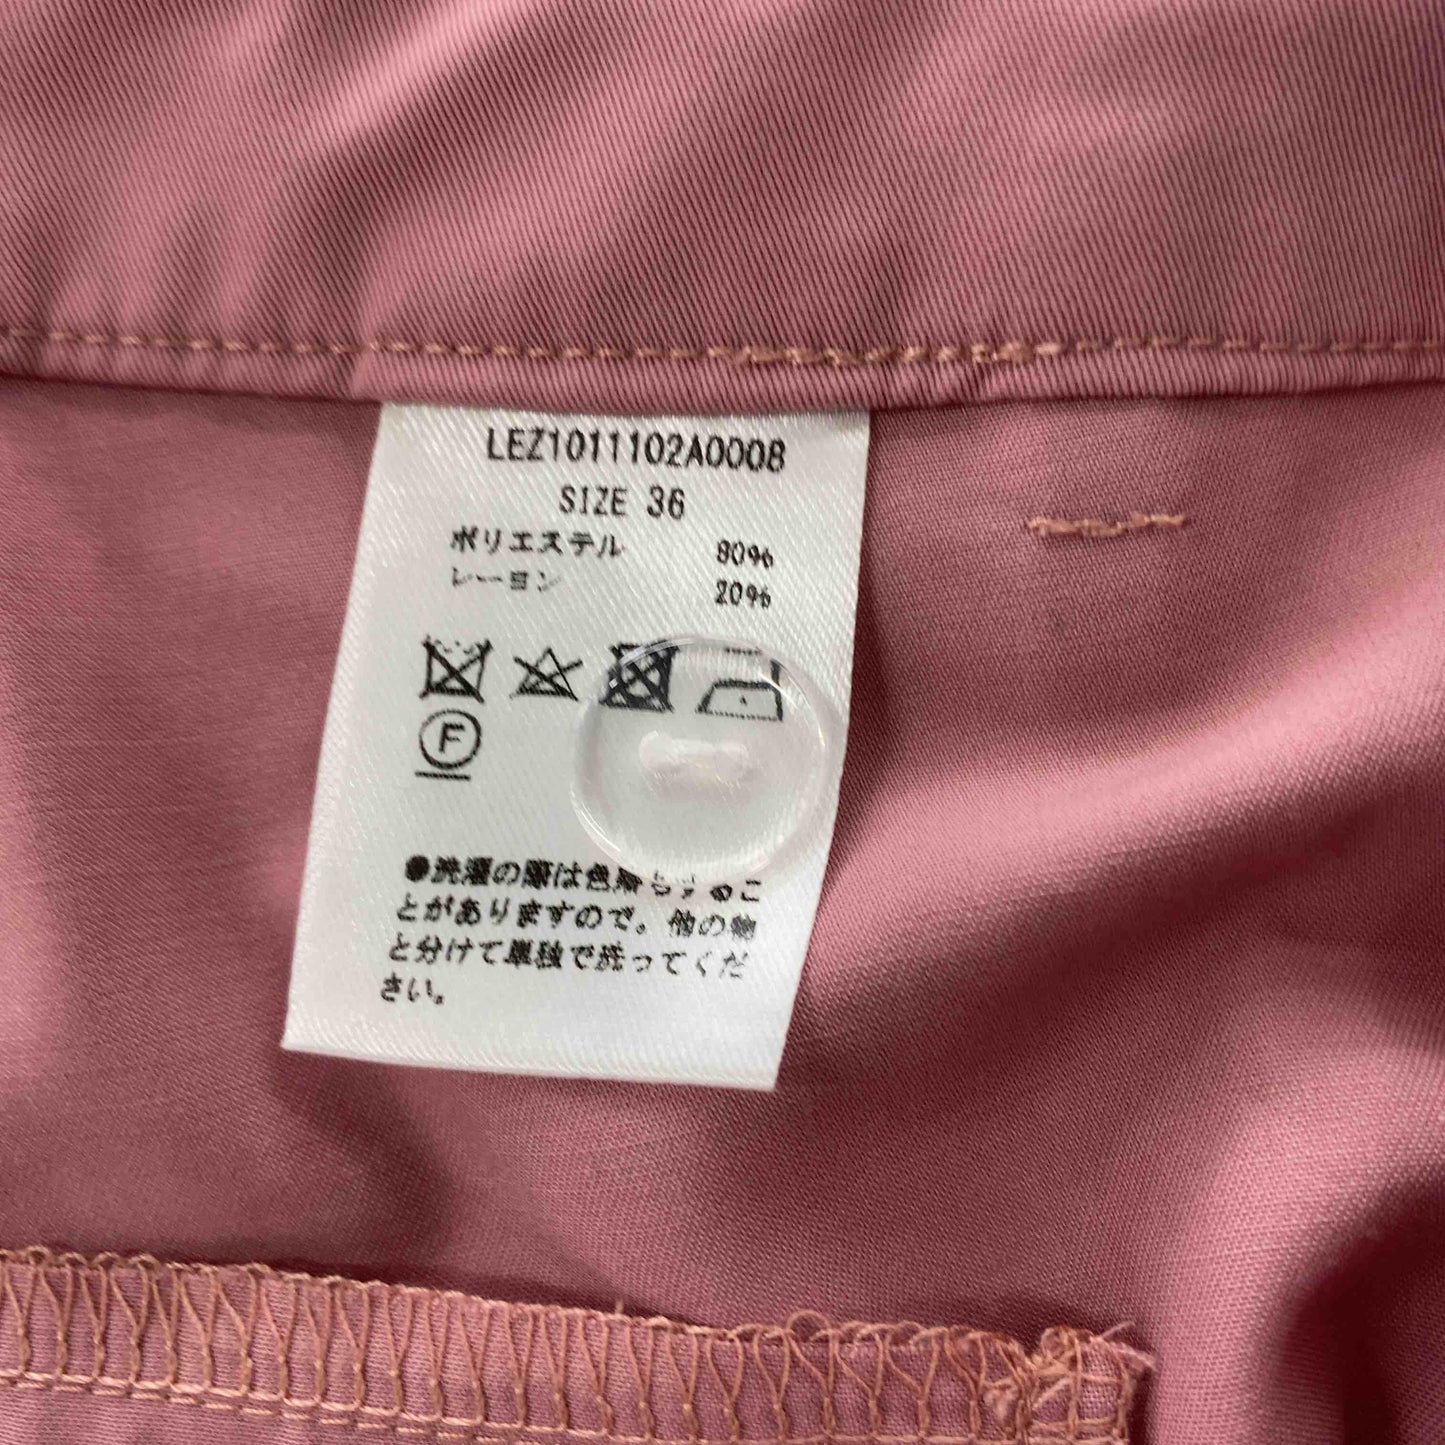 LEZ1011102A0008
SIZE 36
ポリエステル 80%
レーヨン 20%
F
●洗濯の際は色落ちするこ
とがありますので。他の物
と分けて単独で洗ってくだ
さい。